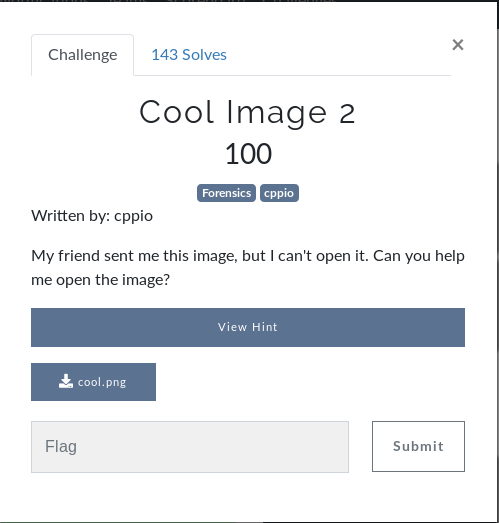 Challenge
143 Solves
×
Cool Image 2
100
Forensics cppio
Written by: cppio
My friend sent me this image, but I can't open it. Can you help
me open the image?
View Hint
cool.png
Flag
Submit